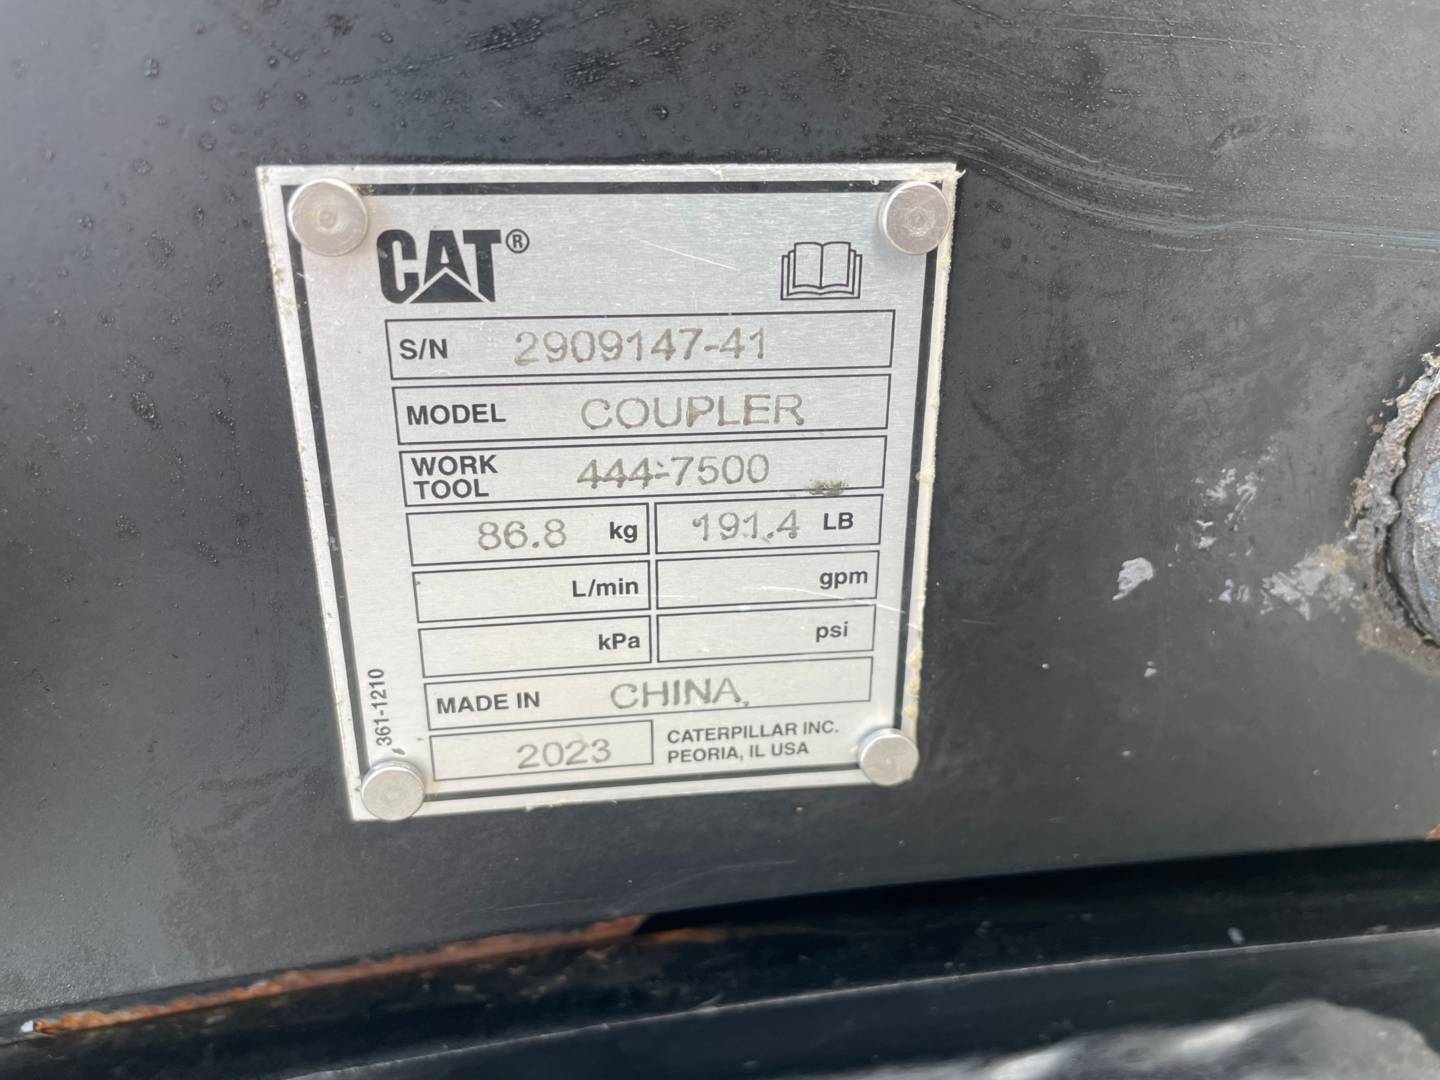 CAT®
S/N 2909147-41
MODEL COUPLER
WORK TOOL 444-7500
86.8 kg 191.4 LB
L/min gpm
kPa psi
MADE IN CHINA
2023 CATERPILLAR INC.
PEORIA, IL USA
361-1210